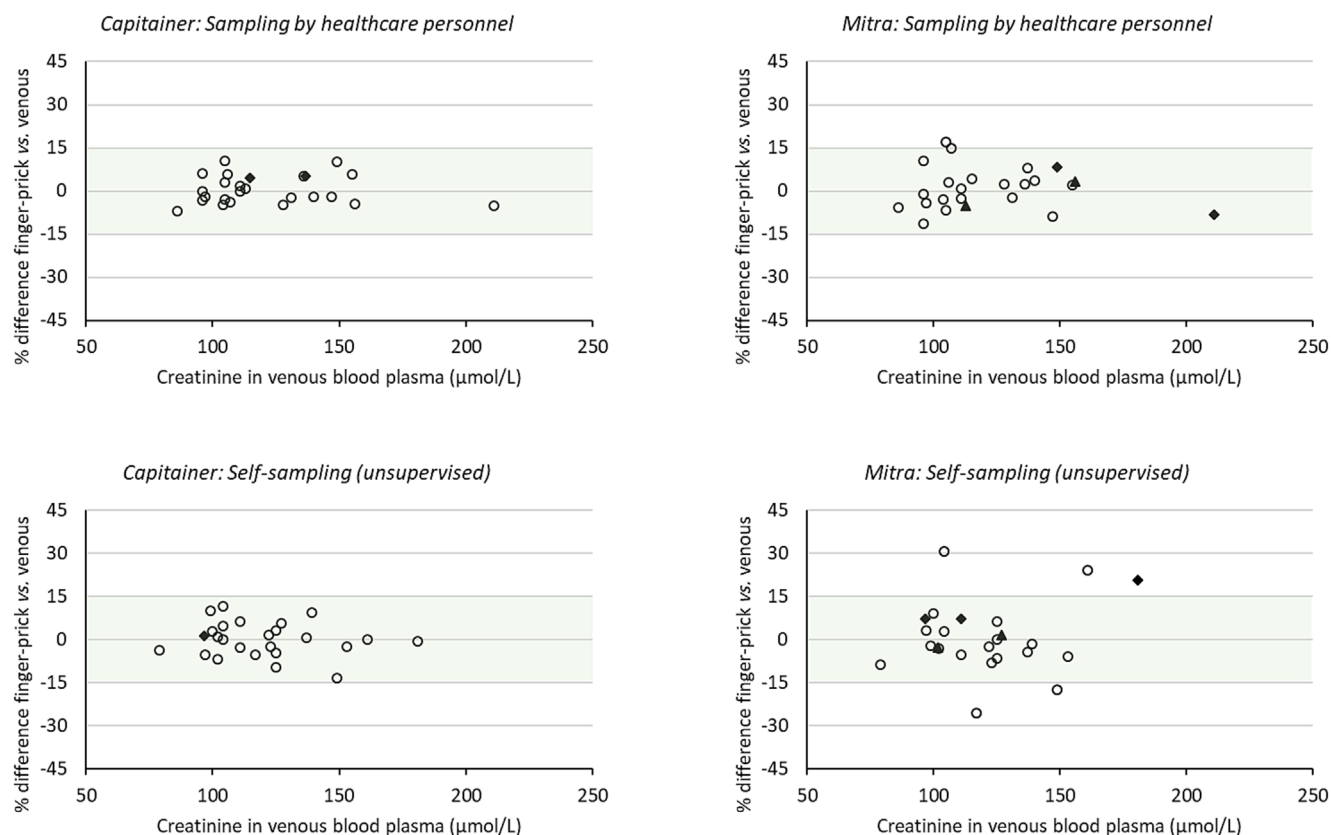 Capitainer: Sampling by healthcare personnel
% difference finger-prick vs. venous
45
30
15
0
-15
-30
-45
50 100 150 200 250
Creatinine in venous blood plasma (µmol/L)
Mitra: Sampling by healthcare personnel
% difference finger-prick vs. venous
45
30
15
0
-15
-30
-45
50 100 150 200 250
Creatinine in venous blood plasma (µmol/L)
Capitainer: Self-sampling (unsupervised)
% difference finger-prick vs. venous
45
30
15
0
-15
-30
-45
50 100 150 200 250
Creatinine in venous blood plasma (µmol/L)
Mitra: Self-sampling (unsupervised)
% difference finger-prick vs. venous
45
30
15
0
-15
-30
-45
50 100 150 200 250
Creatinine in venous blood plasma (µmol/L)